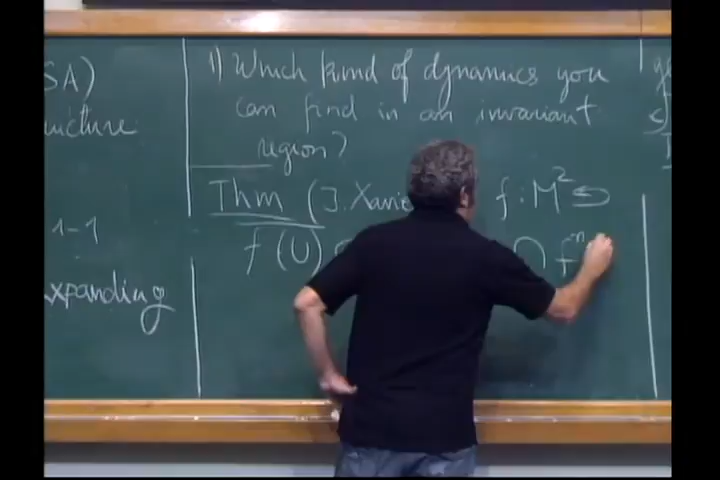 SA)
ucture
1-1
xpanding
1) Which kind of dynamics you
can find in an invariant
region?
Thm (J. Xavie f : M²⮌
f(U) ∩ fⁿ